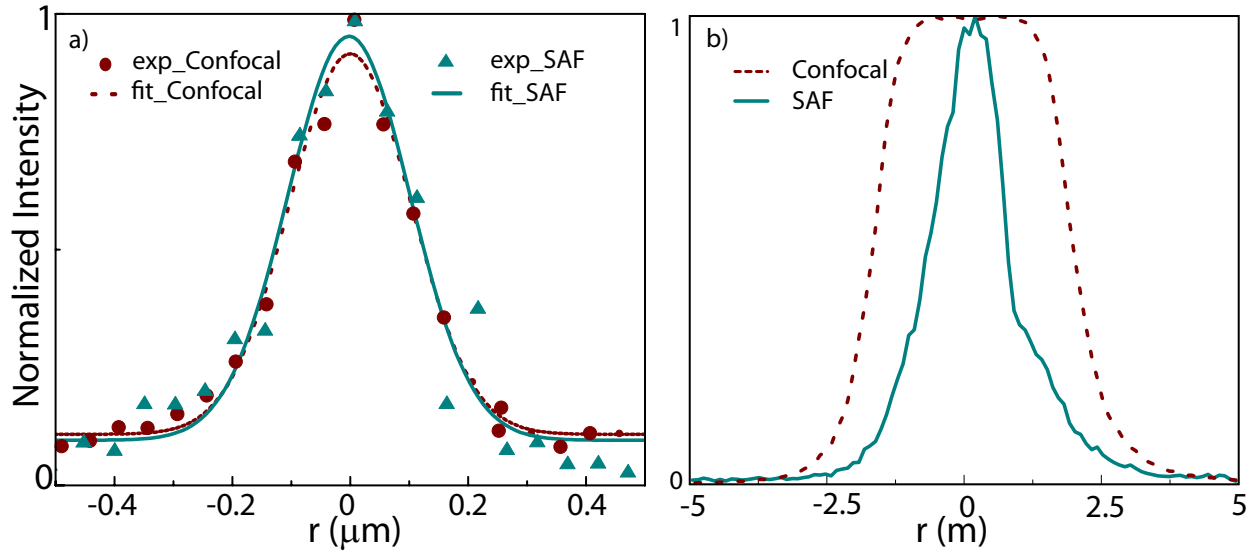 a)
exp_Confocal
fit_Confocal
exp_SAF
fit_SAF
Normalized Intensity
1
0
-0.4
-0.2
0
0.2
0.4
r (μm)
b)
Confocal
SAF
1
0
-5
-2.5
0
2.5
5
r (m)